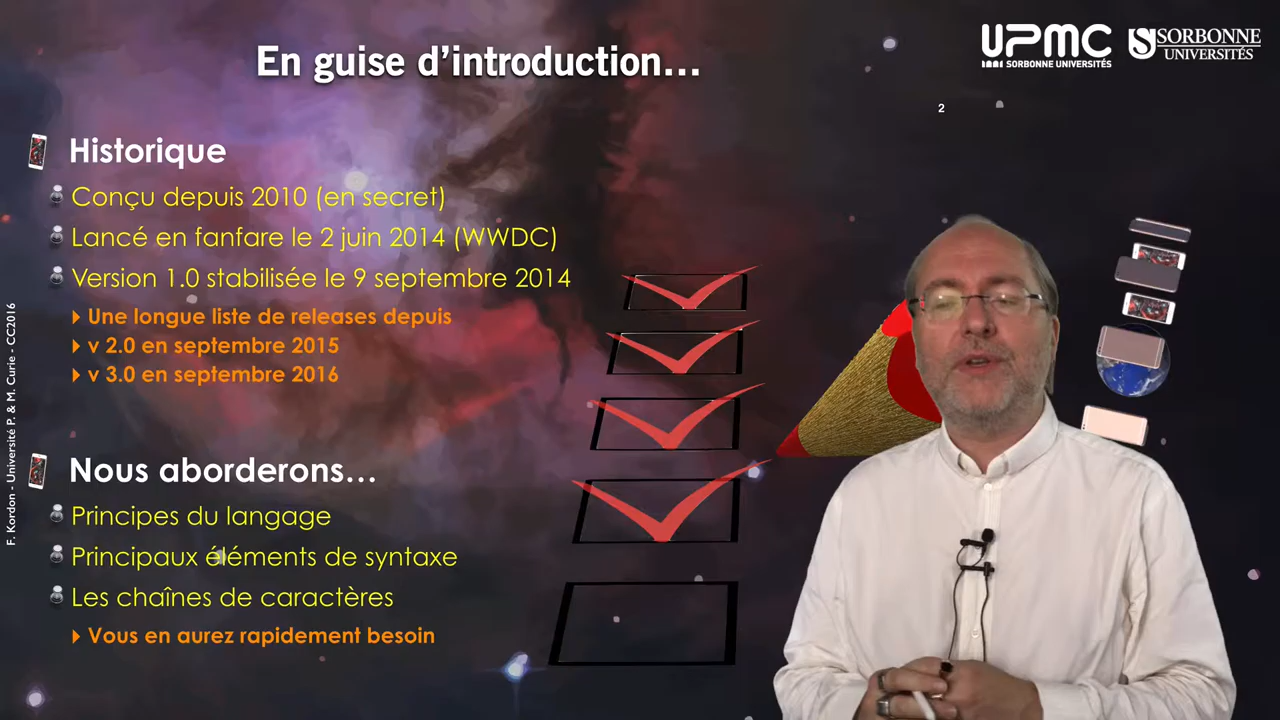 En guise d'introduction...
UPMC
SORBONNE UNIVERSITÉS
SORBONNE
UNIVERSITÉS
2
Historique
Conçu depuis 2010 (en secret)
Lancé en fanfare le 2 juin 2014 (WWDC)
Version 1.0 stabilisée le 9 septembre 2014
Une longue liste de releases depuis
v 2.0 en septembre 2015
v 3.0 en septembre 2016
Nous aborderons...
Principes du langage
Principaux éléments de syntaxe
Les chaînes de caractères
Vous en aurez rapidement besoin
F. Kordon - Université P. & M. Curie - CC2016